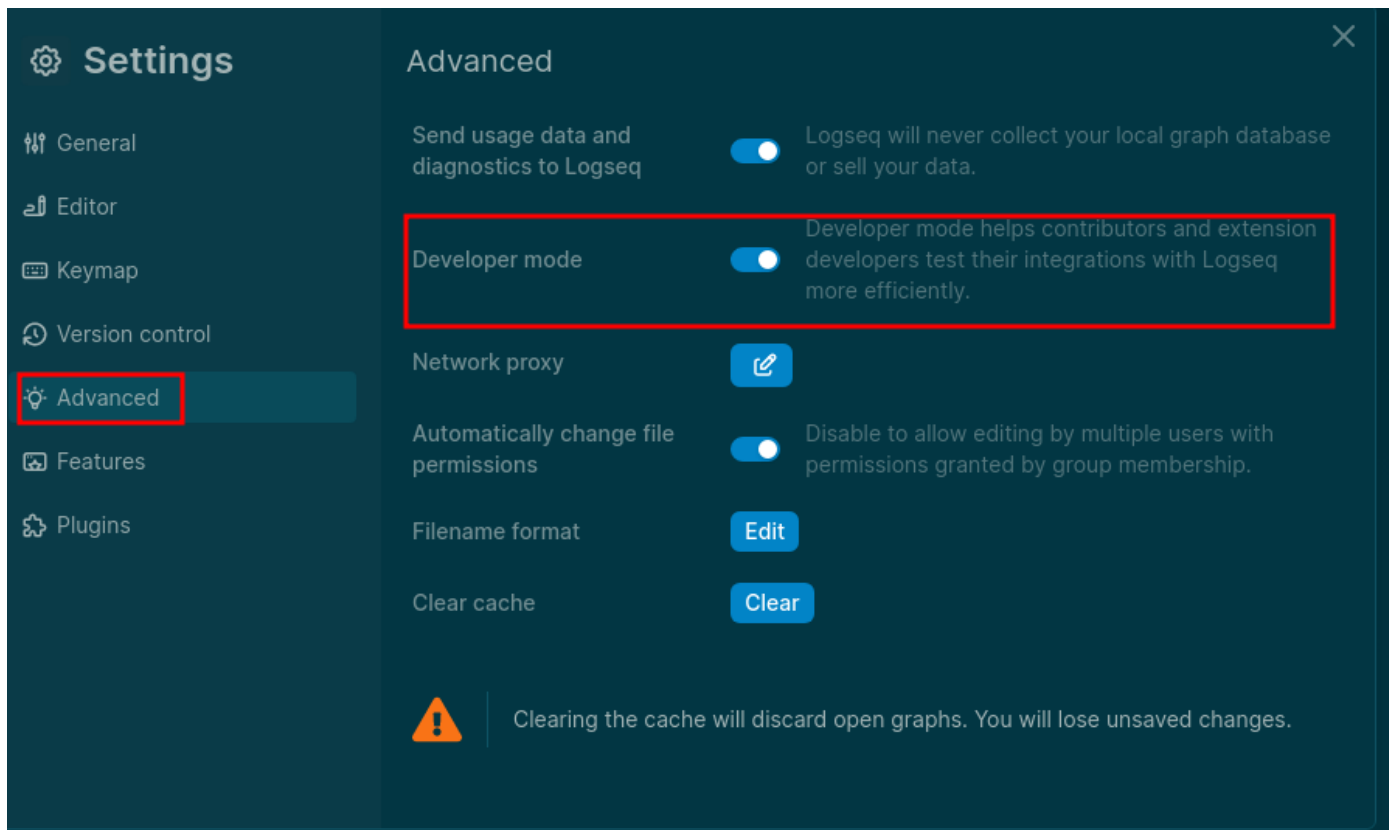 Settings
General
Editor
Keymap
Version control
Advanced
Features
Plugins
Advanced
Send usage data and
diagnostics to Logseq
Logseq will never collect your local graph database
or sell your data.
Developer mode
Developer mode helps contributors and extension
developers test their integrations with Logseq
more efficiently.
Network proxy
Automatically change file
permissions
Disable to allow editing by multiple users with
permissions granted by group membership.
Filename format
Edit
Clear cache
Clear
Clearing the cache will discard open graphs. You will lose unsaved changes.